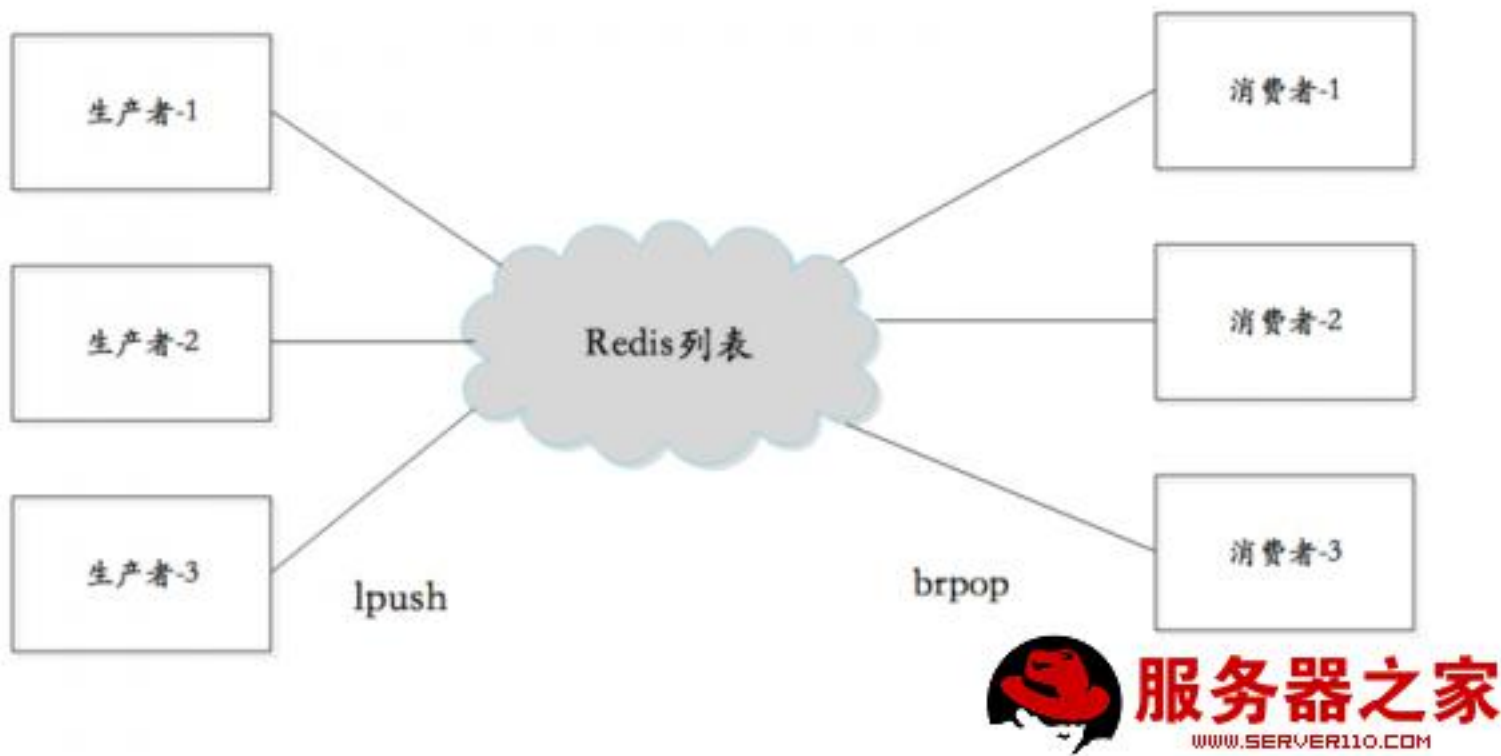 生产者-1
生产者-2
生产者-3
lpush
Redis列表
brpop
消费者-1
消费者-2
消费者-3
服务器之家
WWW.SERVER110.COM